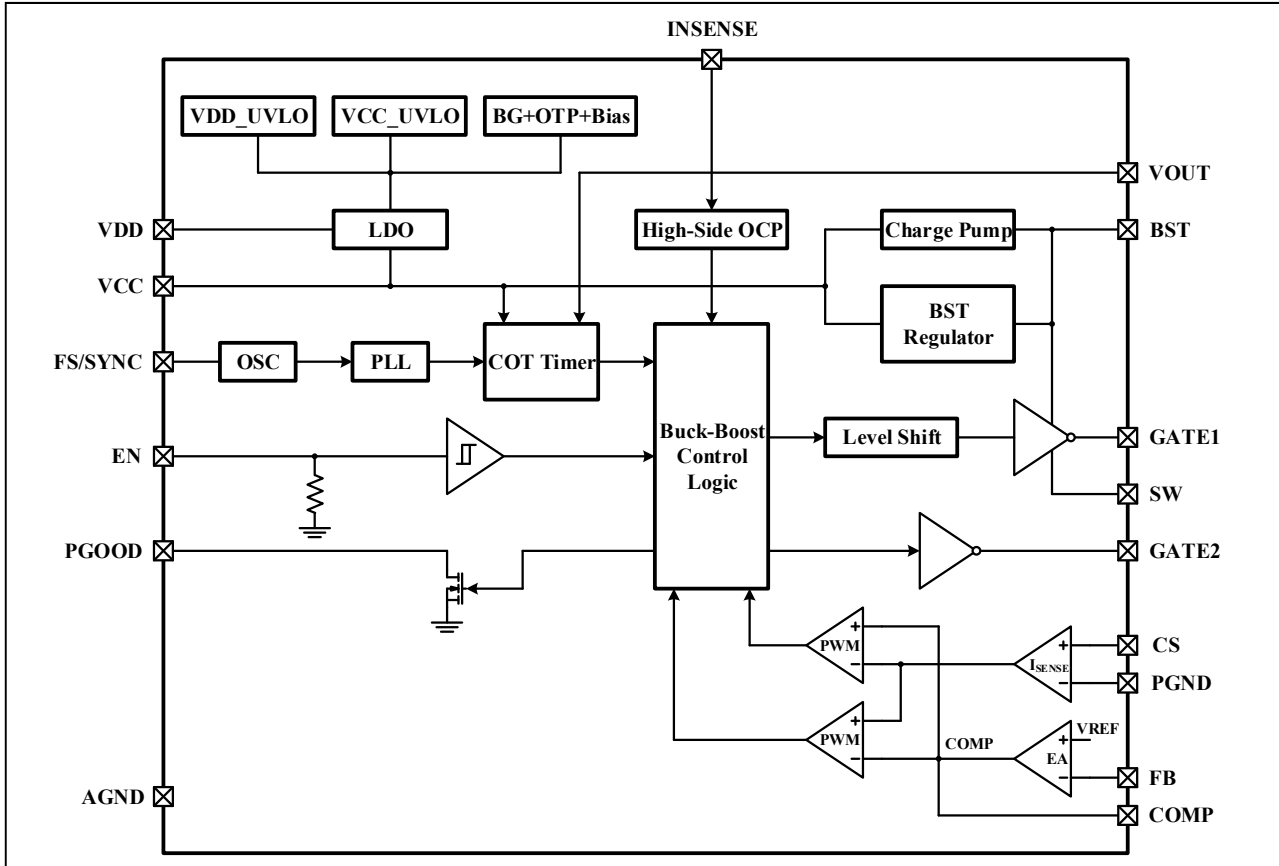 INSENSE
VDD_UVLO
VCC_UVLO
BG+OTP+Bias
VOUT
VDD
LDO
High-Side OCP
Charge Pump
BST
VCC
BST
Regulator
FS/SYNC
OSC
PLL
COT Timer
Buck-Boost
Control
Logic
Level Shift
GATE1
EN
SW
PGOOD
GATE2
+
PWM
−
+
ISENSE
−
CS
PGND
+
PWM
−
COMP
+
EA
−
VREF
FB
AGND
COMP